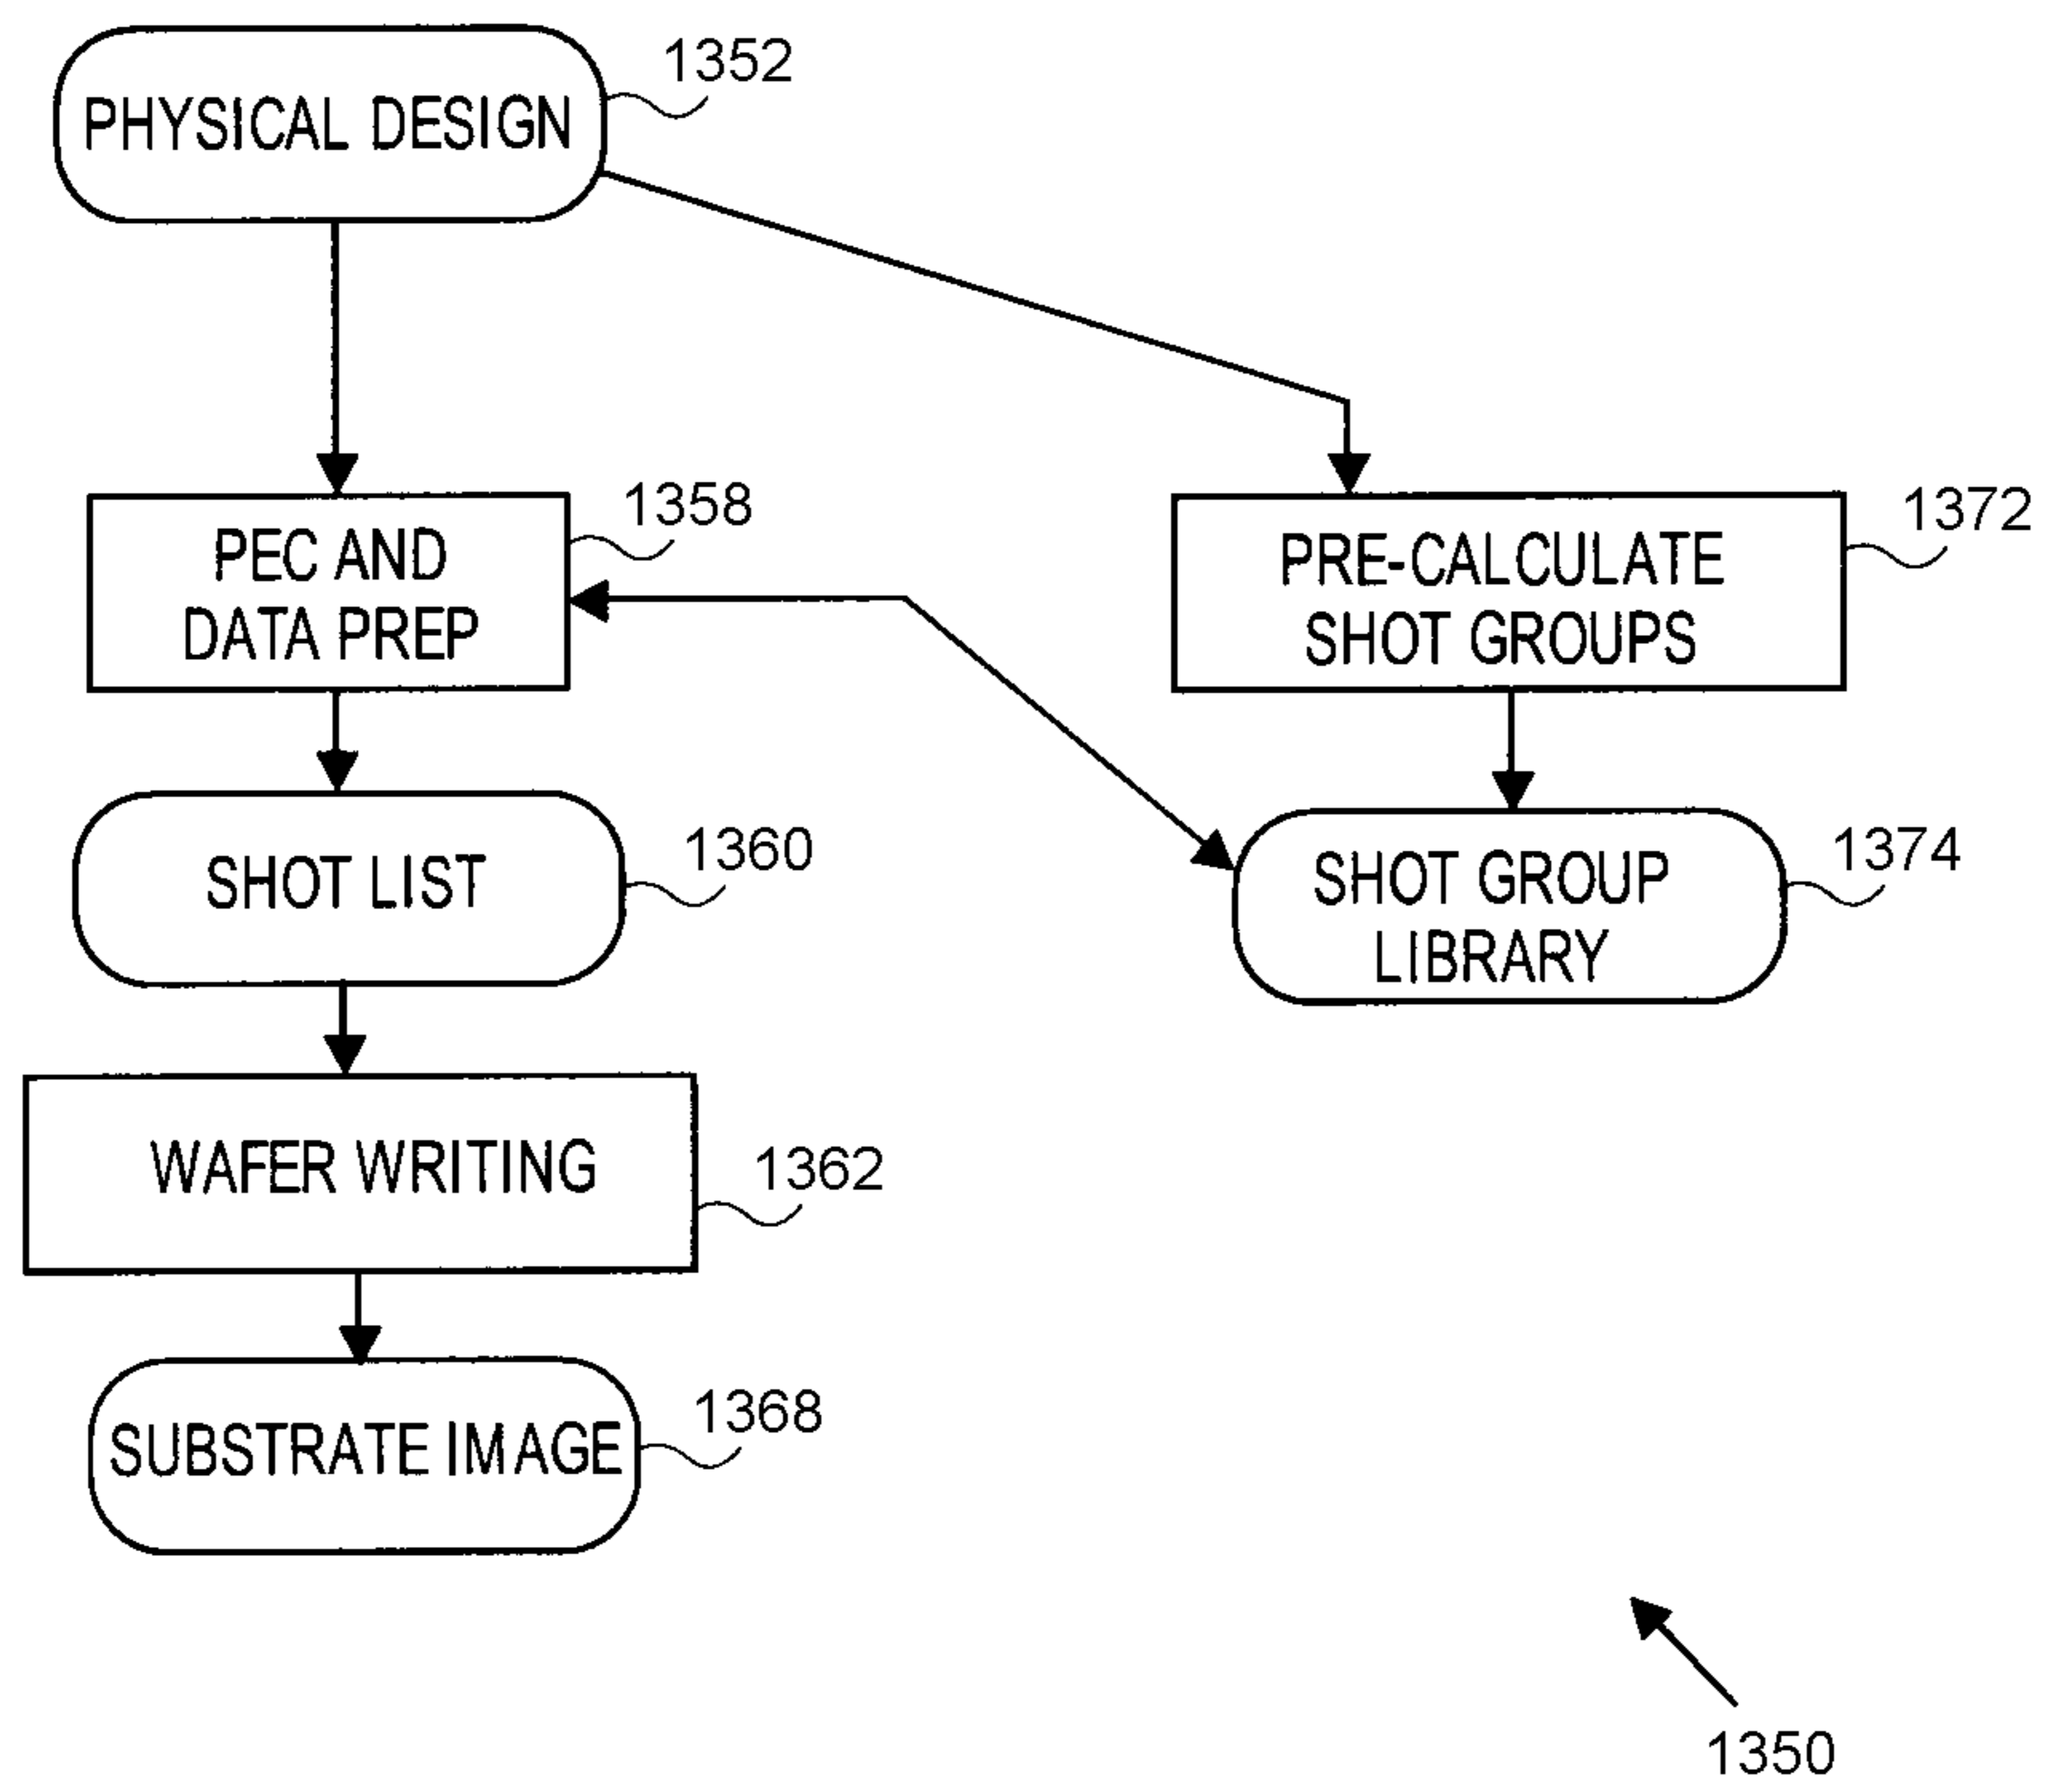 1352
PHYSICAL DESIGN
1358
PEC AND
DATA PREP
1372
PRE-CALCULATE
SHOT GROUPS
1360
SHOT LIST
1374
SHOT GROUP
LIBRARY
1362
WAFER WRITING
1368
SUBSTRATE IMAGE
1350